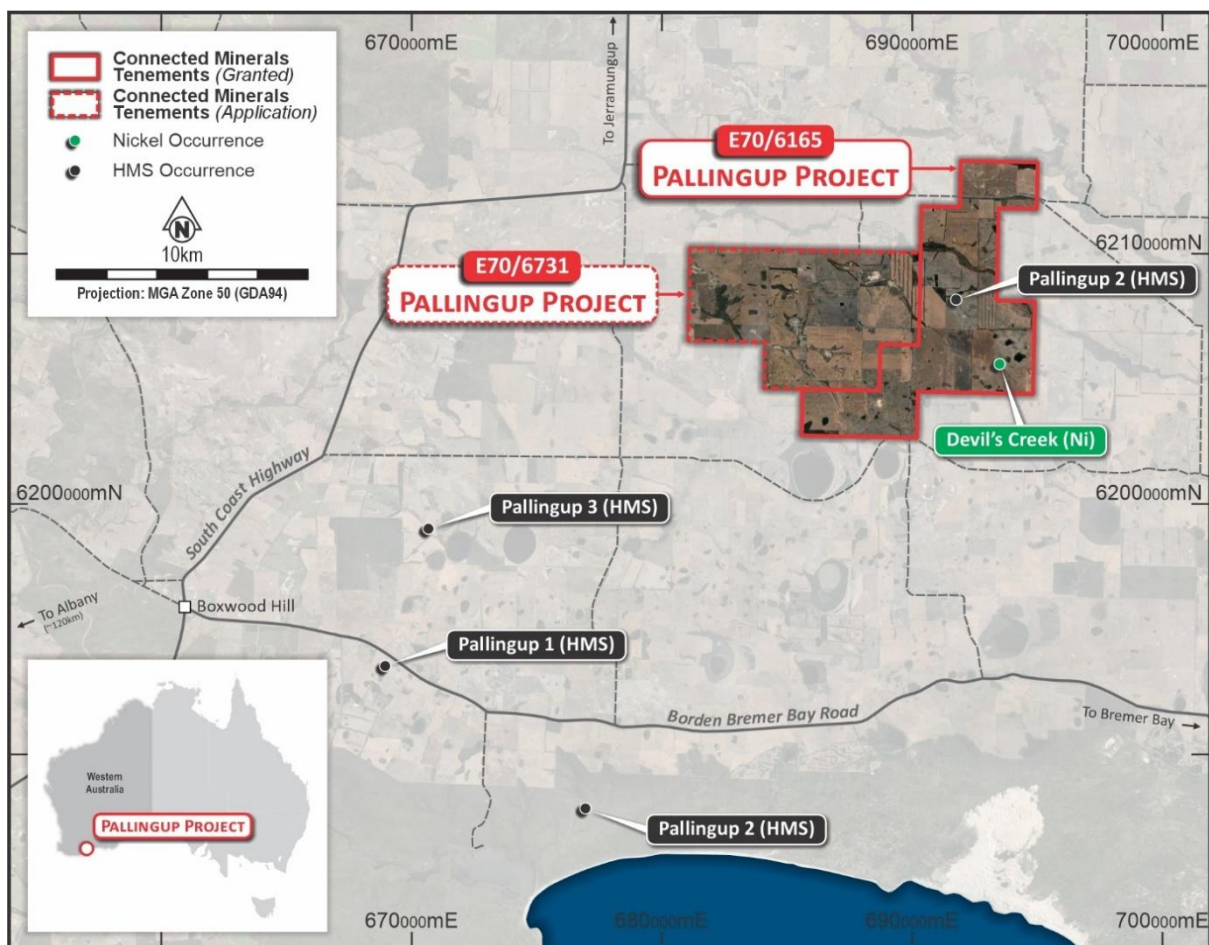 670000mE
690000mE
700000mE
Connected Minerals
Tenements (Granted)
Connected Minerals
Tenements (Application)
Nickel Occurrence
HMS Occurrence
N
10km
Projection: MGA Zone 50 (GDA94)
To Jerramungup
E70/6165
PALLINGUP PROJECT
6210000mN
E70/6731
PALLINGUP PROJECT
Pallingup 2 (HMS)
Devil's Creek (Ni)
6200000mN
South Coast Highway
Pallingup 3 (HMS)
To Albany
(~120km)
Boxwood Hill
Pallingup 1 (HMS)
Borden Bremer Bay Road
To Bremer Bay
Western
Australia
PALLINGUP PROJECT
Pallingup 2 (HMS)
670000mE
680000mE
690000mE
700000mE